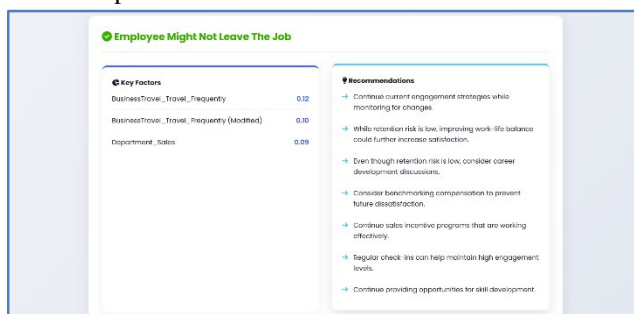 Employee Might Not Leave The Job
Key Factors
BusinessTravel_Travel_Frequently 0.12
BusinessTravel_Travel_Frequently (Modified) 0.10
Department_Sales 0.09
Recommendations
→ Continue current engagement strategies while
monitoring for changes.
→ While retention risk is low, improving work-life balance
could further increase satisfaction.
→ Even though retention risk is low, consider career
development discussions.
→ Consider benchmarking compensation to prevent
future dissatisfaction.
→ Continue sales incentive programs that are working
effectively.
→ Regular check-ins can help maintain high engagement
levels.
→ Continue providing opportunities for skill development.